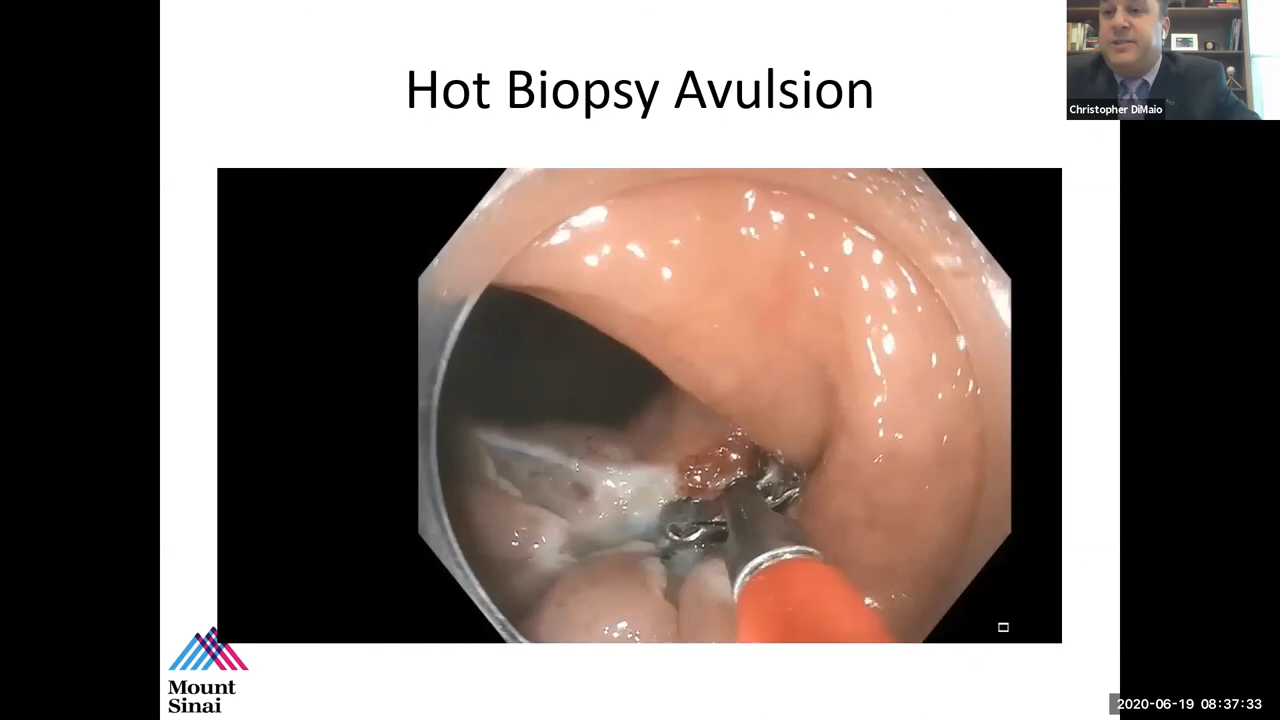 Hot Biopsy Avulsion
Christopher DiMaio
Mount
Sinai
2020-06-19 08:37:33